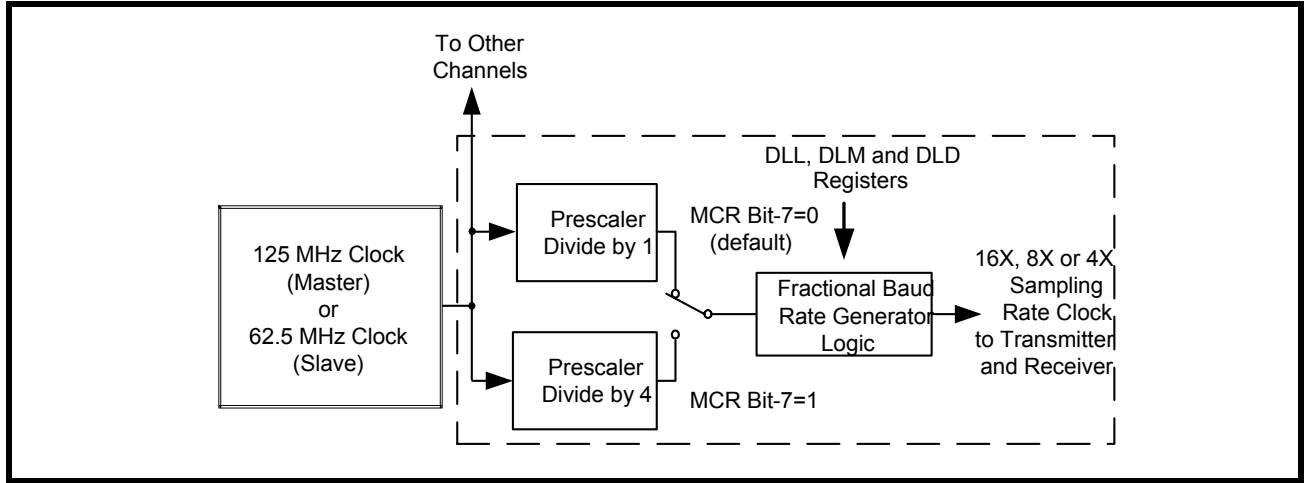 To Other
Channels
DLL, DLM and DLD
Registers
Prescaler
Divide by 1
MCR Bit-7=0
(default)
125 MHz Clock
(Master)
or
62.5 MHz Clock
(Slave)
Fractional Baud
Rate Generator
Logic
16X, 8X or 4X
Sampling
Rate Clock
to Transmitter
and Receiver
Prescaler
Divide by 4
MCR Bit-7=1